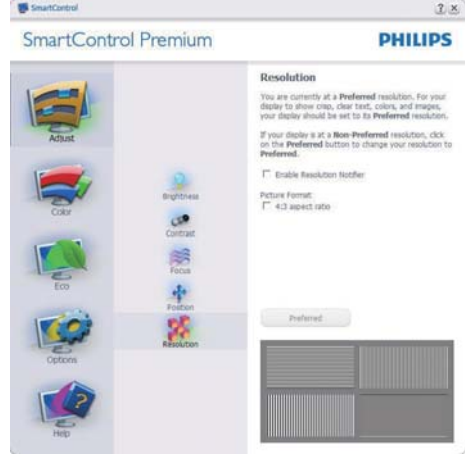 SmartControl
SmartControl Premium
PHILIPS
Adjust
Color
Eco
Options
Help
Brightness
Contrast
Focus
Position
Resolution
Resolution
You are currently at a Preferred resolution. For your
display to show crisp, clear text, colors, and images,
your display should be set to its Preferred resolution.
If your display is at a Non-Preferred resolution, click
on the Preferred button to change your resolution to
Preferred.
Enable Resolution Notifier
Picture Format:
4:3 aspect ratio
Preferred